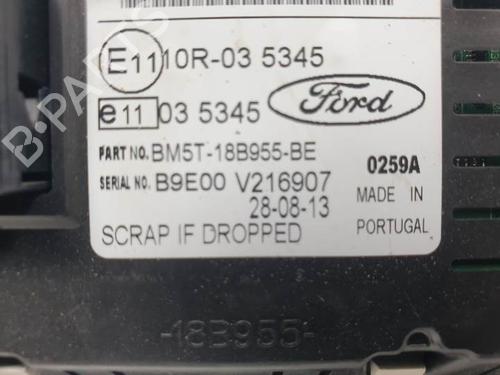 E11 10R-03 5345
e11 03 5345 Ford
PART NO. BM5T-18B955-BE 0259A
SERIAL NO. B9E00 V216907 MADE IN
28-08-13 PORTUGAL
SCRAP IF DROPPED
-18B955-
B-PARTS